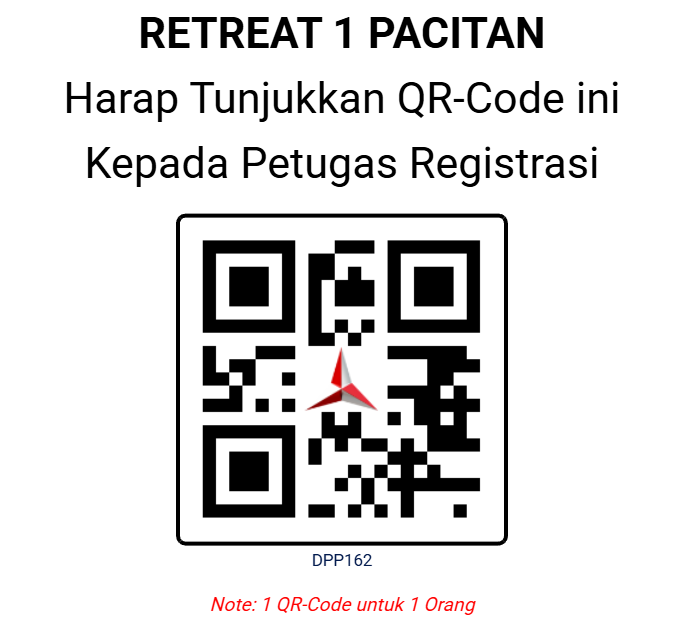 RETREAT 1 PACITAN
Harap Tunjukkan QR-Code ini
Kepada Petugas Registrasi
DPP162
Note: 1 QR-Code untuk 1 Orang